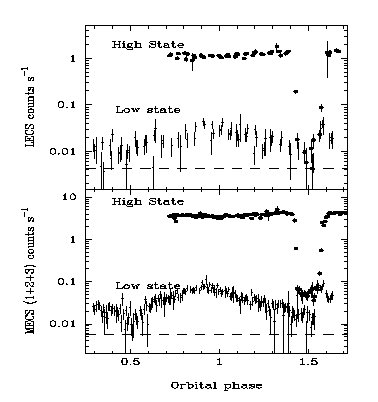 High State
Low state
LECS counts s⁻¹
1
0.1
0.01
High State
Low state
MECS (1+2+3) counts s⁻¹
10
1
0.1
0.01
0.5
1
1.5
Orbital phase